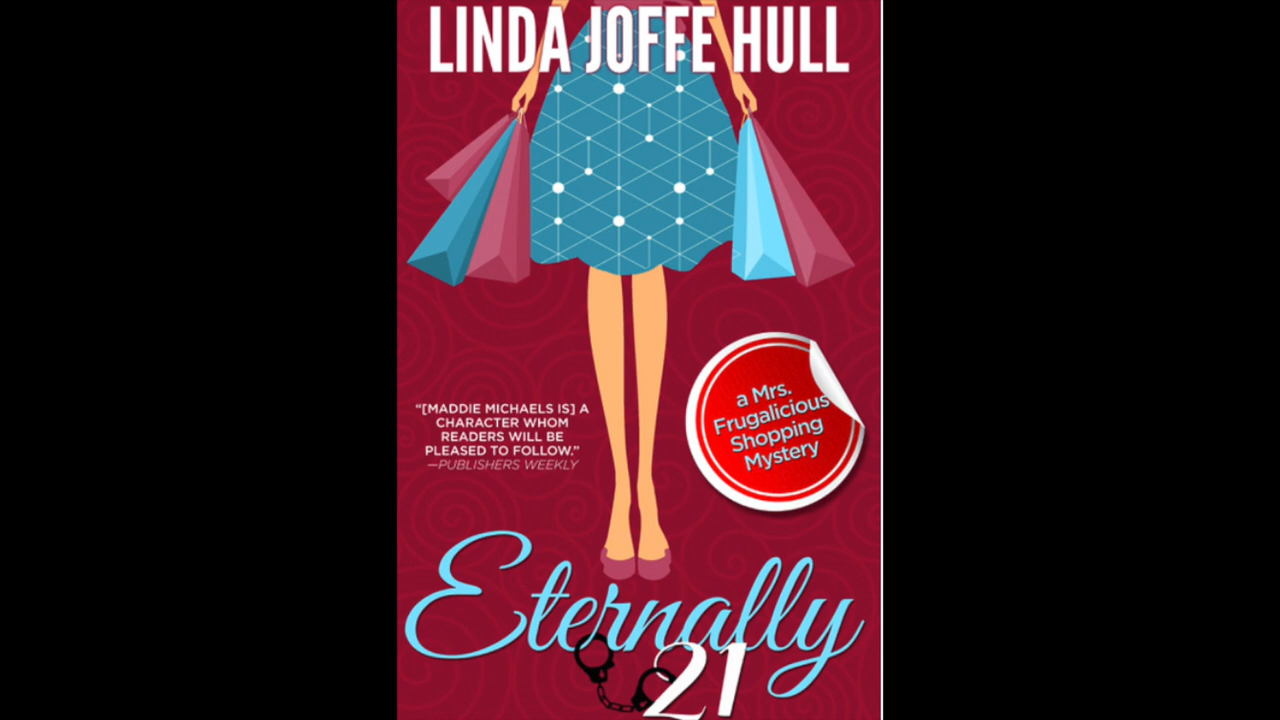 LINDA JOFFE HULL
a Mrs.
Frugalicious
Shopping
Mystery
“[MADDIE MICHAELS IS] A
CHARACTER WHOM
READERS WILL BE
PLEASED TO FOLLOW.”
—PUBLISHERS WEEKLY
Eternally
21